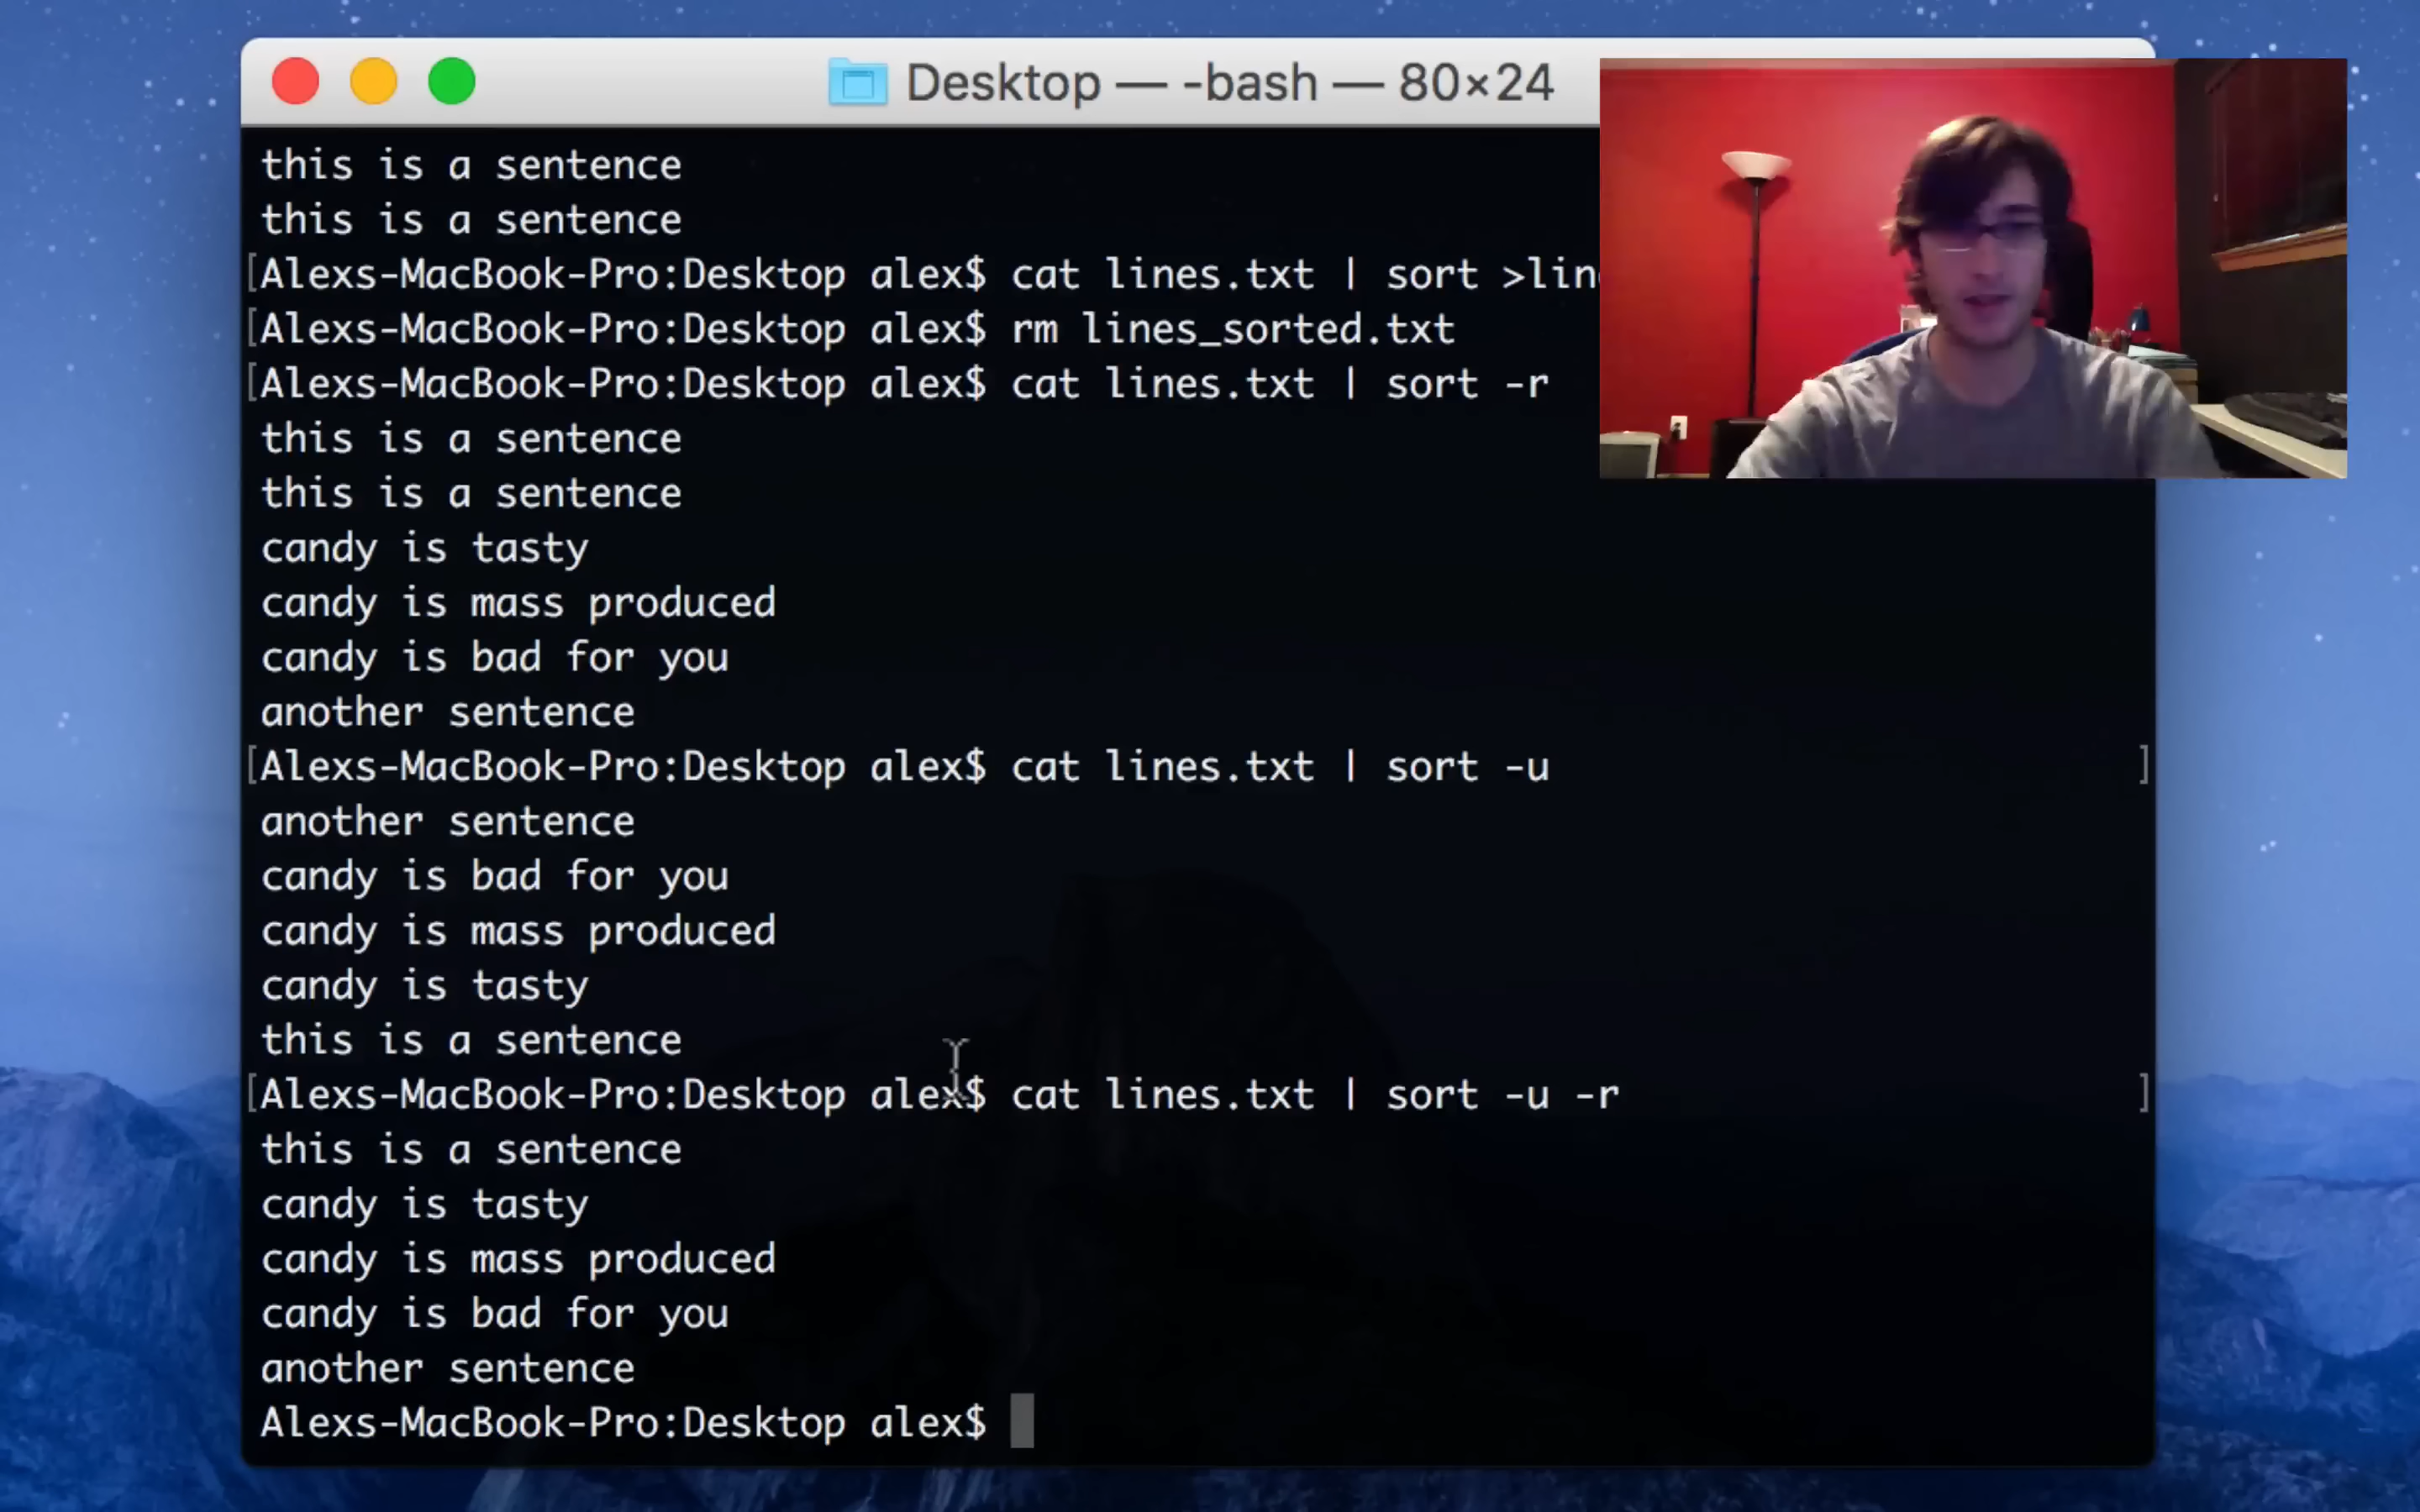 Desktop — -bash — 80×24
this is a sentence
this is a sentence
[Alexs-MacBook-Pro:Desktop alex$ cat lines.txt | sort >lin
[Alexs-MacBook-Pro:Desktop alex$ rm lines_sorted.txt
[Alexs-MacBook-Pro:Desktop alex$ cat lines.txt | sort -r
this is a sentence
this is a sentence
candy is tasty
candy is mass produced
candy is bad for you
another sentence
[Alexs-MacBook-Pro:Desktop alex$ cat lines.txt | sort -u ]
another sentence
candy is bad for you
candy is mass produced
candy is tasty
this is a sentence
[Alexs-MacBook-Pro:Desktop alex$ cat lines.txt | sort -u -r ]
this is a sentence
candy is tasty
candy is mass produced
candy is bad for you
another sentence
Alexs-MacBook-Pro:Desktop alex$